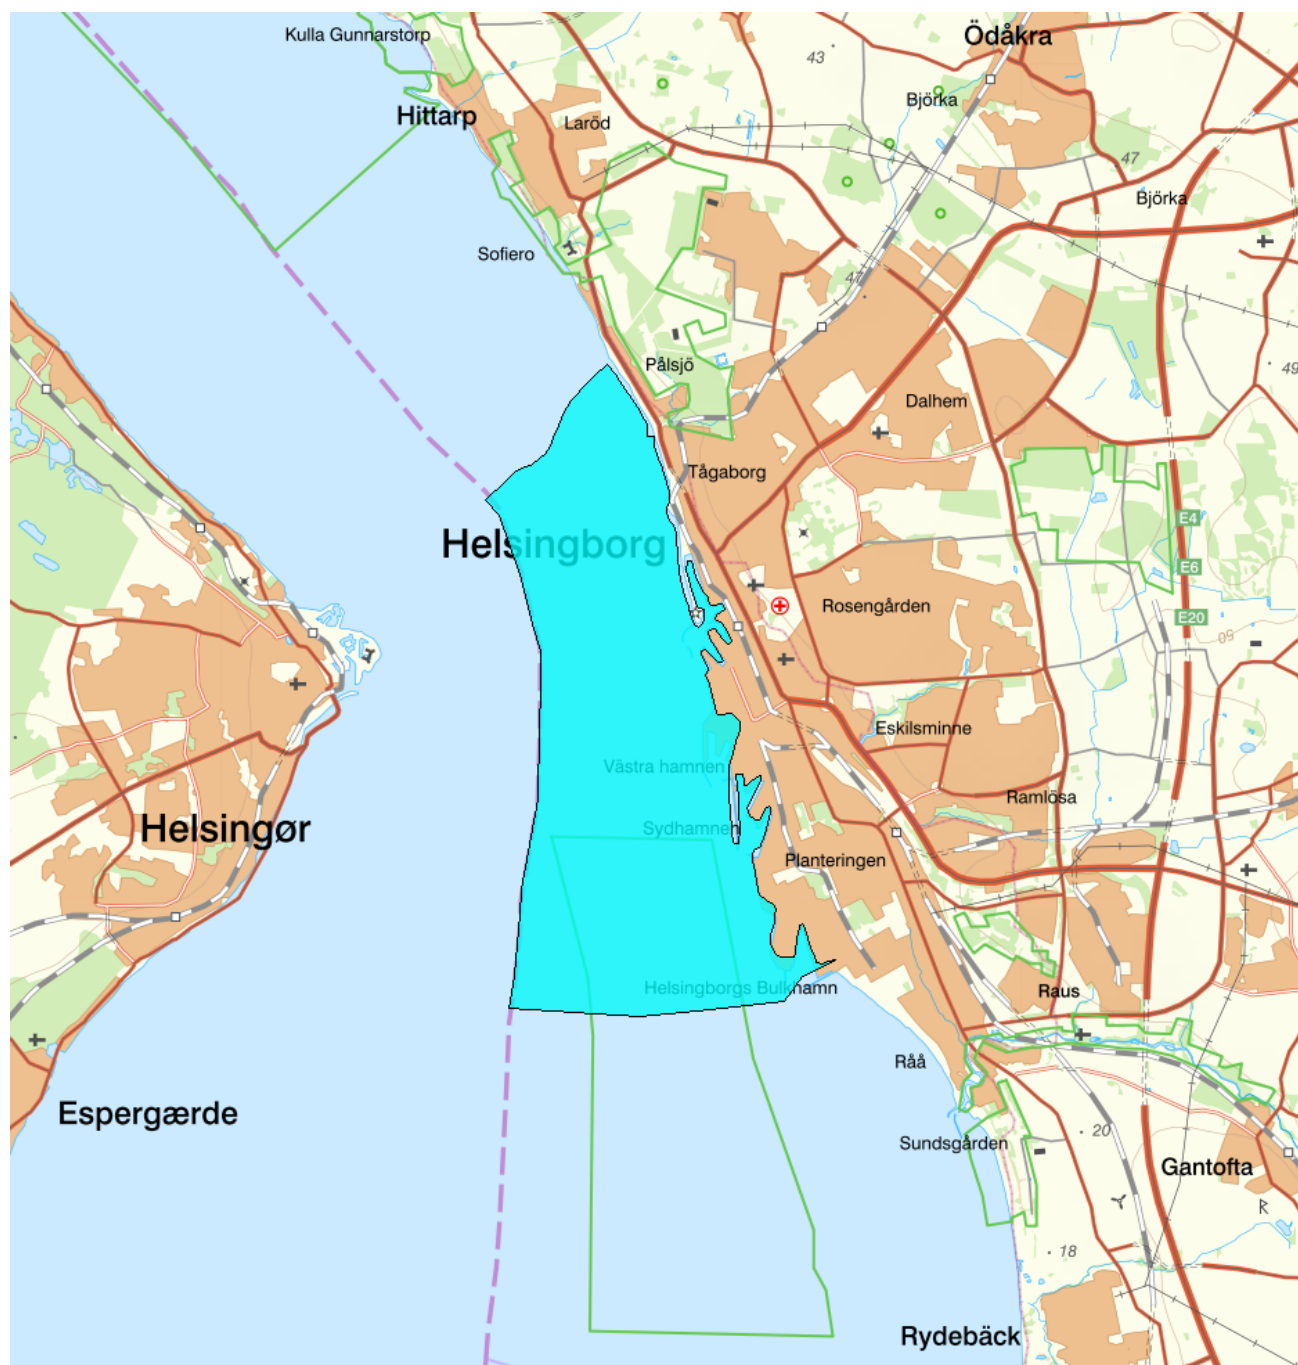 Kulla Gunnarstorp
Ödåkra
43
Björka
Hittarp
Laröd
47
Björka
Sofiero
47
Pålsjö
49
Dalhem
Tågaborg
E4
Helsingborg
E6
Rosengården
E20
60
Eskilsminne
Västra hamnen
Ramlösa
Helsingør
Sydhamnen
Planteringen
Helsingborgs Bulkhamn
Raus
Råå
Espergærde
20
Sundsgården
Gantofta
R
18
Rydebäck